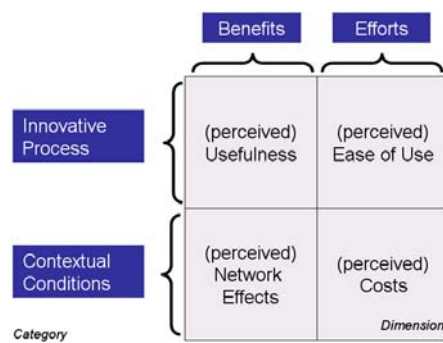 Benefits
Efforts
Innovative
Process
(perceived)
Usefulness
(perceived)
Ease of Use
Contextual
Conditions
(perceived)
Network
Effects
(perceived)
Costs
Category
Dimension